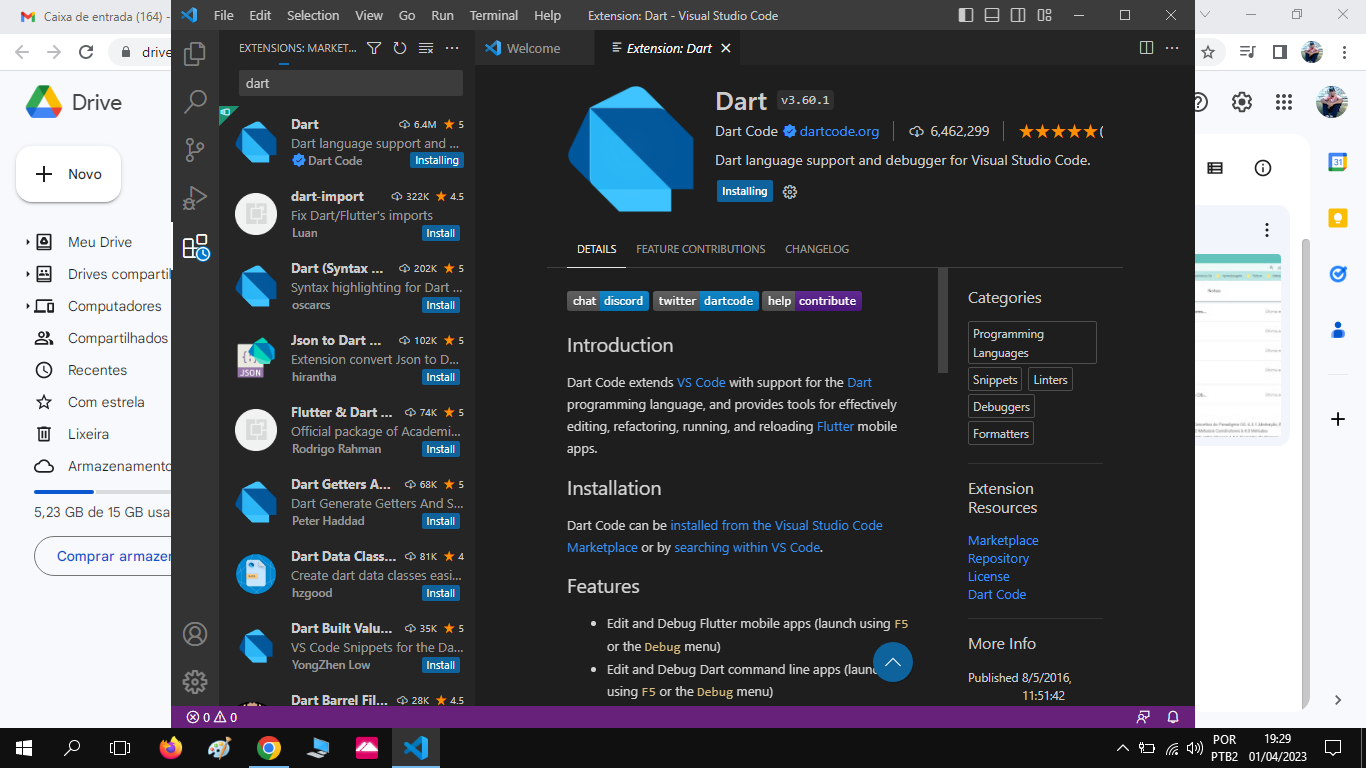 Caixa de entrada (164) -
drive
Drive
Novo
Meu Drive
Drives compartil
Computadores
Compartilhados
Recentes
Com estrela
Lixeira
Armazenamento
5,23 GB de 15 GB usa
Comprar armazer
File Edit Selection View Go Run Terminal Help
Extension: Dart - Visual Studio Code
EXTENSIONS: MARKET...
dart
Dart 6.4M 5
Dart language support and ...
Dart Code Installing
dart-import 322K 4.5
Fix Dart/Flutter's imports
Luan Install
Dart (Syntax ... 202K 5
Syntax highlighting for Dart ...
oscarcs Install
Json to Dart ... 102K 5
Extension convert Json to D...
hirantha Install
Flutter & Dart ... 74K 5
Official package of Academi...
Rodrigo Rahman Install
Dart Getters A... 68K 5
Dart Generate Getters And S...
Peter Haddad Install
Dart Data Class... 81K 4
Create dart data classes easi...
hzgood Install
Dart Built Valu... 35K 5
VS Code Snippets for the Da...
YongZhen Low Install
Dart Barrel Fil... 28K 4.5
Welcome
Extension: Dart
Dart v3.60.1
Dart Code dartcode.org 6,462,299 (
Dart language support and debugger for Visual Studio Code.
Installing
DETAILS FEATURE CONTRIBUTIONS CHANGELOG
chat discord twitter dartcode help contribute
Introduction
Dart Code extends VS Code with support for the Dart
programming language, and provides tools for effectively
editing, refactoring, running, and reloading Flutter mobile
apps.
Installation
Dart Code can be installed from the Visual Studio Code
Marketplace or by searching within VS Code.
Features
• Edit and Debug Flutter mobile apps (launch using F5
or the Debug menu)
• Edit and Debug Dart command line apps (launc
using F5 or the Debug menu)
Categories
Programming
Languages
Snippets Linters
Debuggers
Formatters
Extension
Resources
Marketplace
Repository
License
Dart Code
More Info
Published 8/5/2016,
11:51:42
31
0 0
POR
PTB2
19:29
01/04/2023